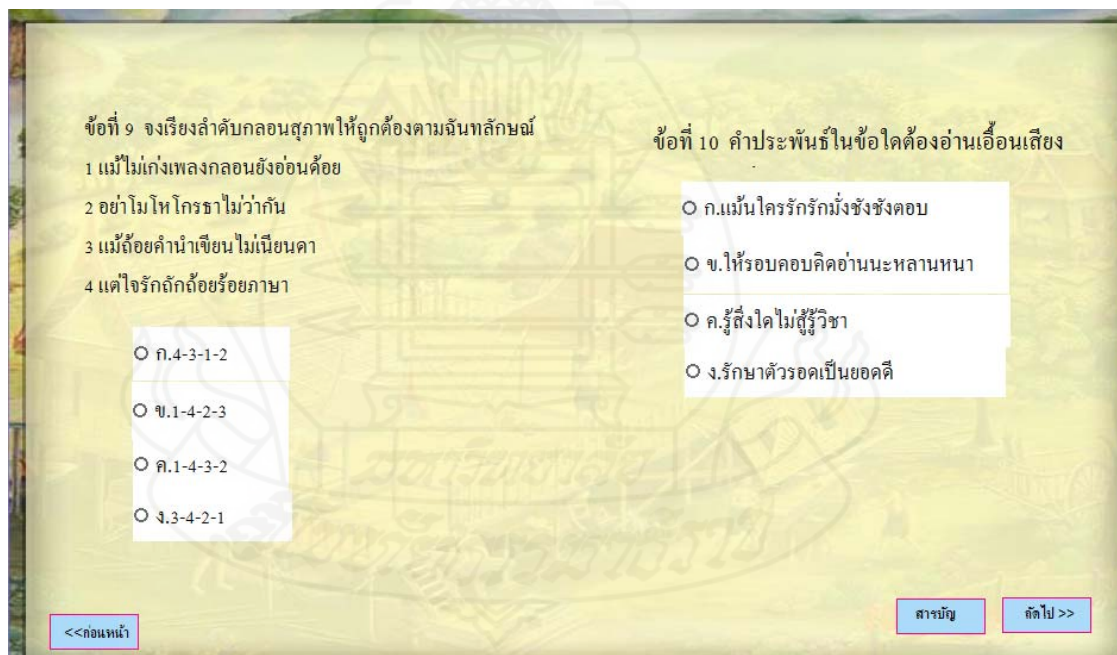 ข้อที่ 9 จงเรียงลำดับกลอนสุภาพให้ถูกต้องตามฉันทลักษณ์
1 แม้ไม่เก่งเพลงกลอนยังอ่อนด้อย
2 อย่าโมโหโกรธาไม่ว่ากัน
3 แม้ถ้อยคำนำเขียนไม่เนียนตา
4 แต่ใจรักถักถ้อยร้อยภาษา
ก.4-3-1-2
ข.1-4-2-3
ค.1-4-3-2
ง.3-4-2-1
ข้อที่ 10 คำประพันธ์ในข้อใดต้องอ่านเอื้อนเสียง
ก.แม้นใครรักรักมั่งชังชังตอบ
ข.ให้รอบคอบคิดอ่านนะหลานหนา
ค.รู้สิ่งใดไม่สู้รู้วิชา
ง.รักษาตัวรอดเป็นยอดดี
<<ก่อนหน้า
สารบัญ
ถัดไป >>